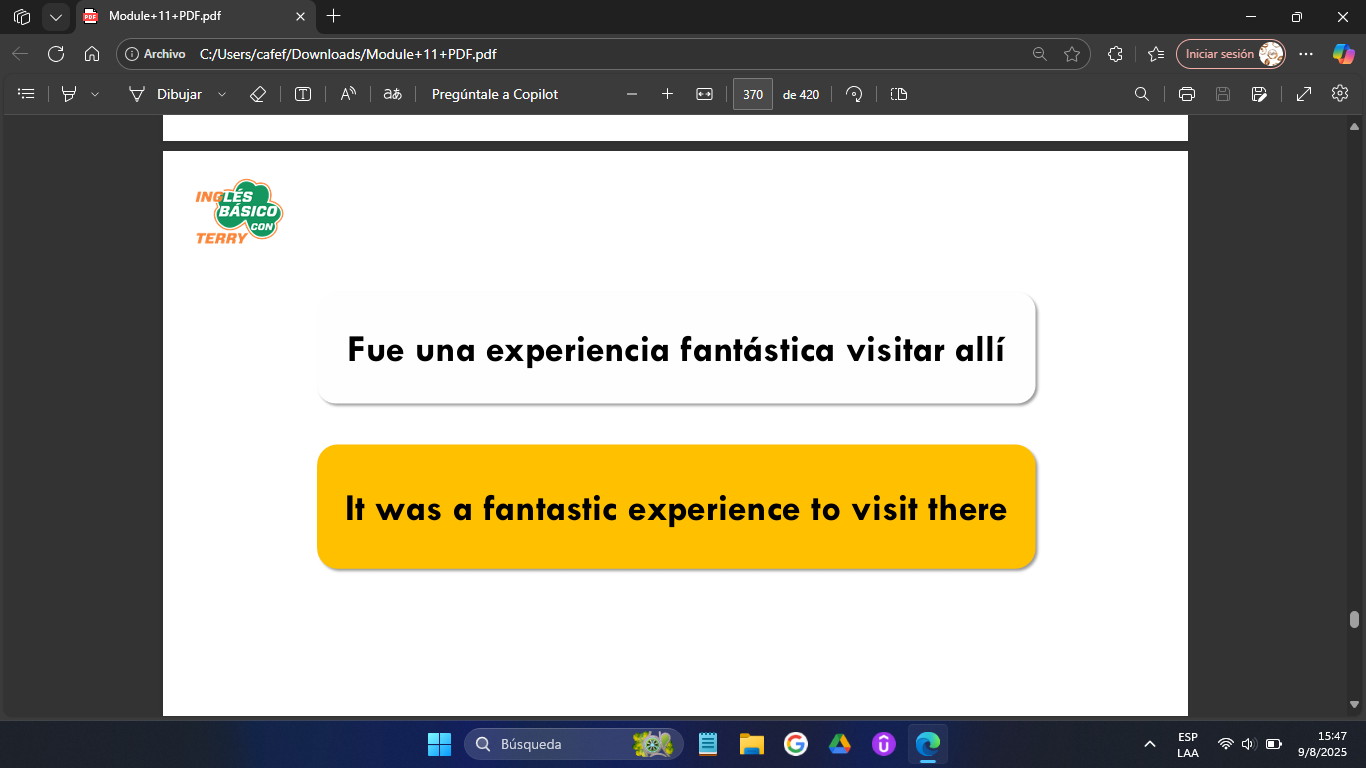 Module+11+PDF.pdf
Archivo C:/Users/cafef/Downloads/Module+11+PDF.pdf Iniciar sesión
Dibujar Pregúntale a Copilot 370 de 420
INGLÉS
BÁSICO
CON
TERRY
Fue una experiencia fantástica visitar allí
It was a fantastic experience to visit there
Búsqueda
ESP
LAA
15:47
9/8/2025